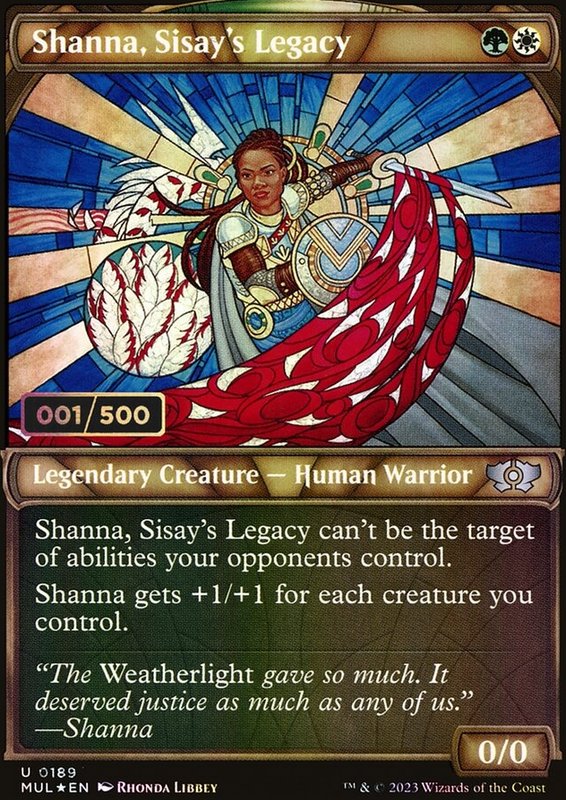 Shanna, Sisay's Legacy
001/500
Legendary Creature — Human Warrior
Shanna, Sisay's Legacy can't be the target
of abilities your opponents control.
Shanna gets +1/+1 for each creature you
control.
"The Weatherlight gave so much. It
deserved justice as much as any of us."
—Shanna
0/0
U 0189
MUL★EN Rhonda Libbey
™ & © 2023 Wizards of the Coast